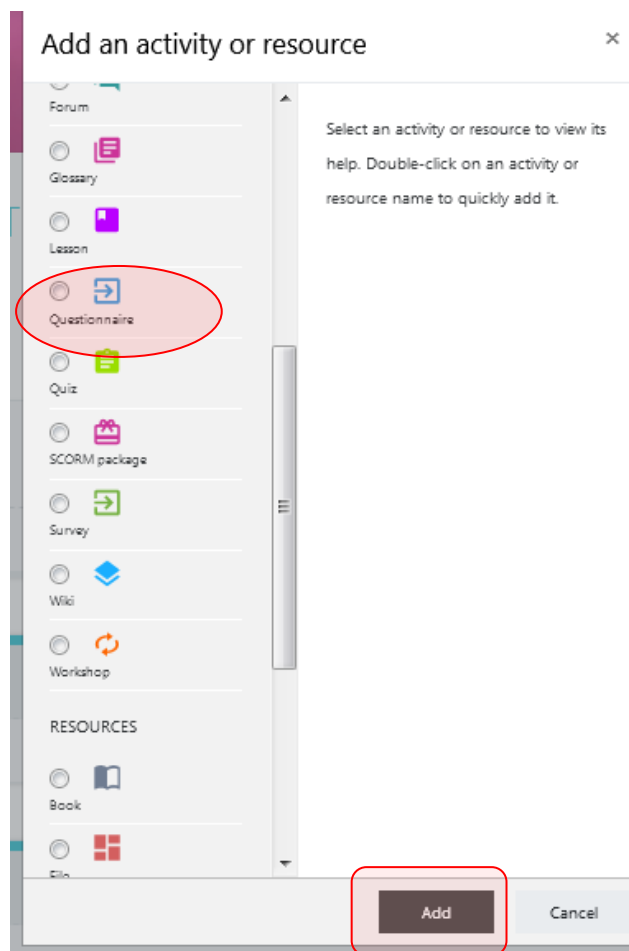 Add an activity or resource
×
Forum
Glossary
Lesson
Questionnaire
Quiz
SCORM package
Survey
Wiki
Workshop
RESOURCES
Book
File
Select an activity or resource to view its
help. Double-click on an activity or
resource name to quickly add it.
Add
Cancel